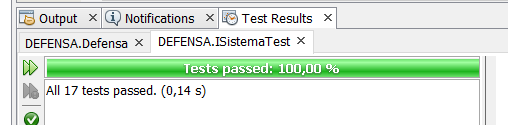 Output Notifications Test Results
DEFENSA.Defensa DEFENSA.ISistemaTest
Tests passed: 100,00 %
All 17 tests passed. (0,14 s)